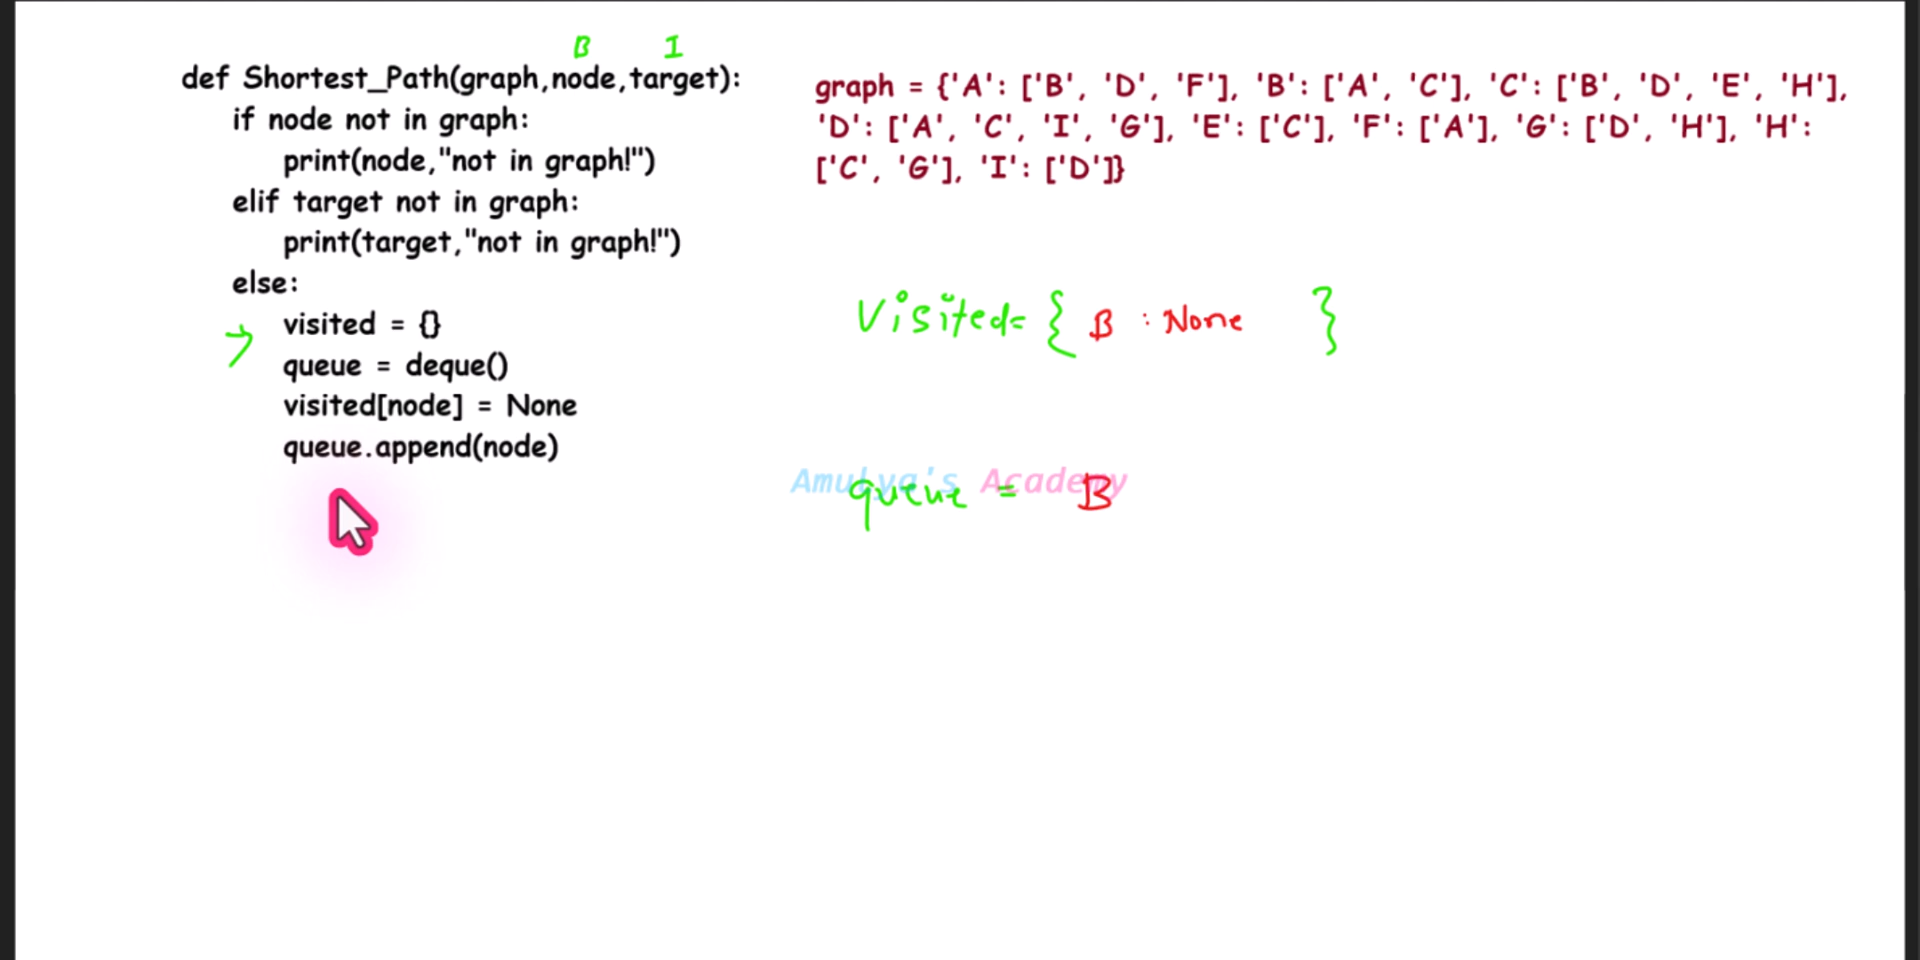 B I
def Shortest_Path(graph,node,target):
if node not in graph:
print(node,"not in graph!")
elif target not in graph:
print(target,"not in graph!")
else:
visited = {}
queue = deque()
visited[node] = None
queue.append(node)
graph = {'A': ['B', 'D', 'F'], 'B': ['A', 'C'], 'C': ['B', 'D', 'E', 'H'],
'D': ['A', 'C', 'I', 'G'], 'E': ['C'], 'F': ['A'], 'G': ['D', 'H'], 'H':
['C', 'G'], 'I': ['D']}
Visited= { B : None }
Amulya's Academy
queue = B